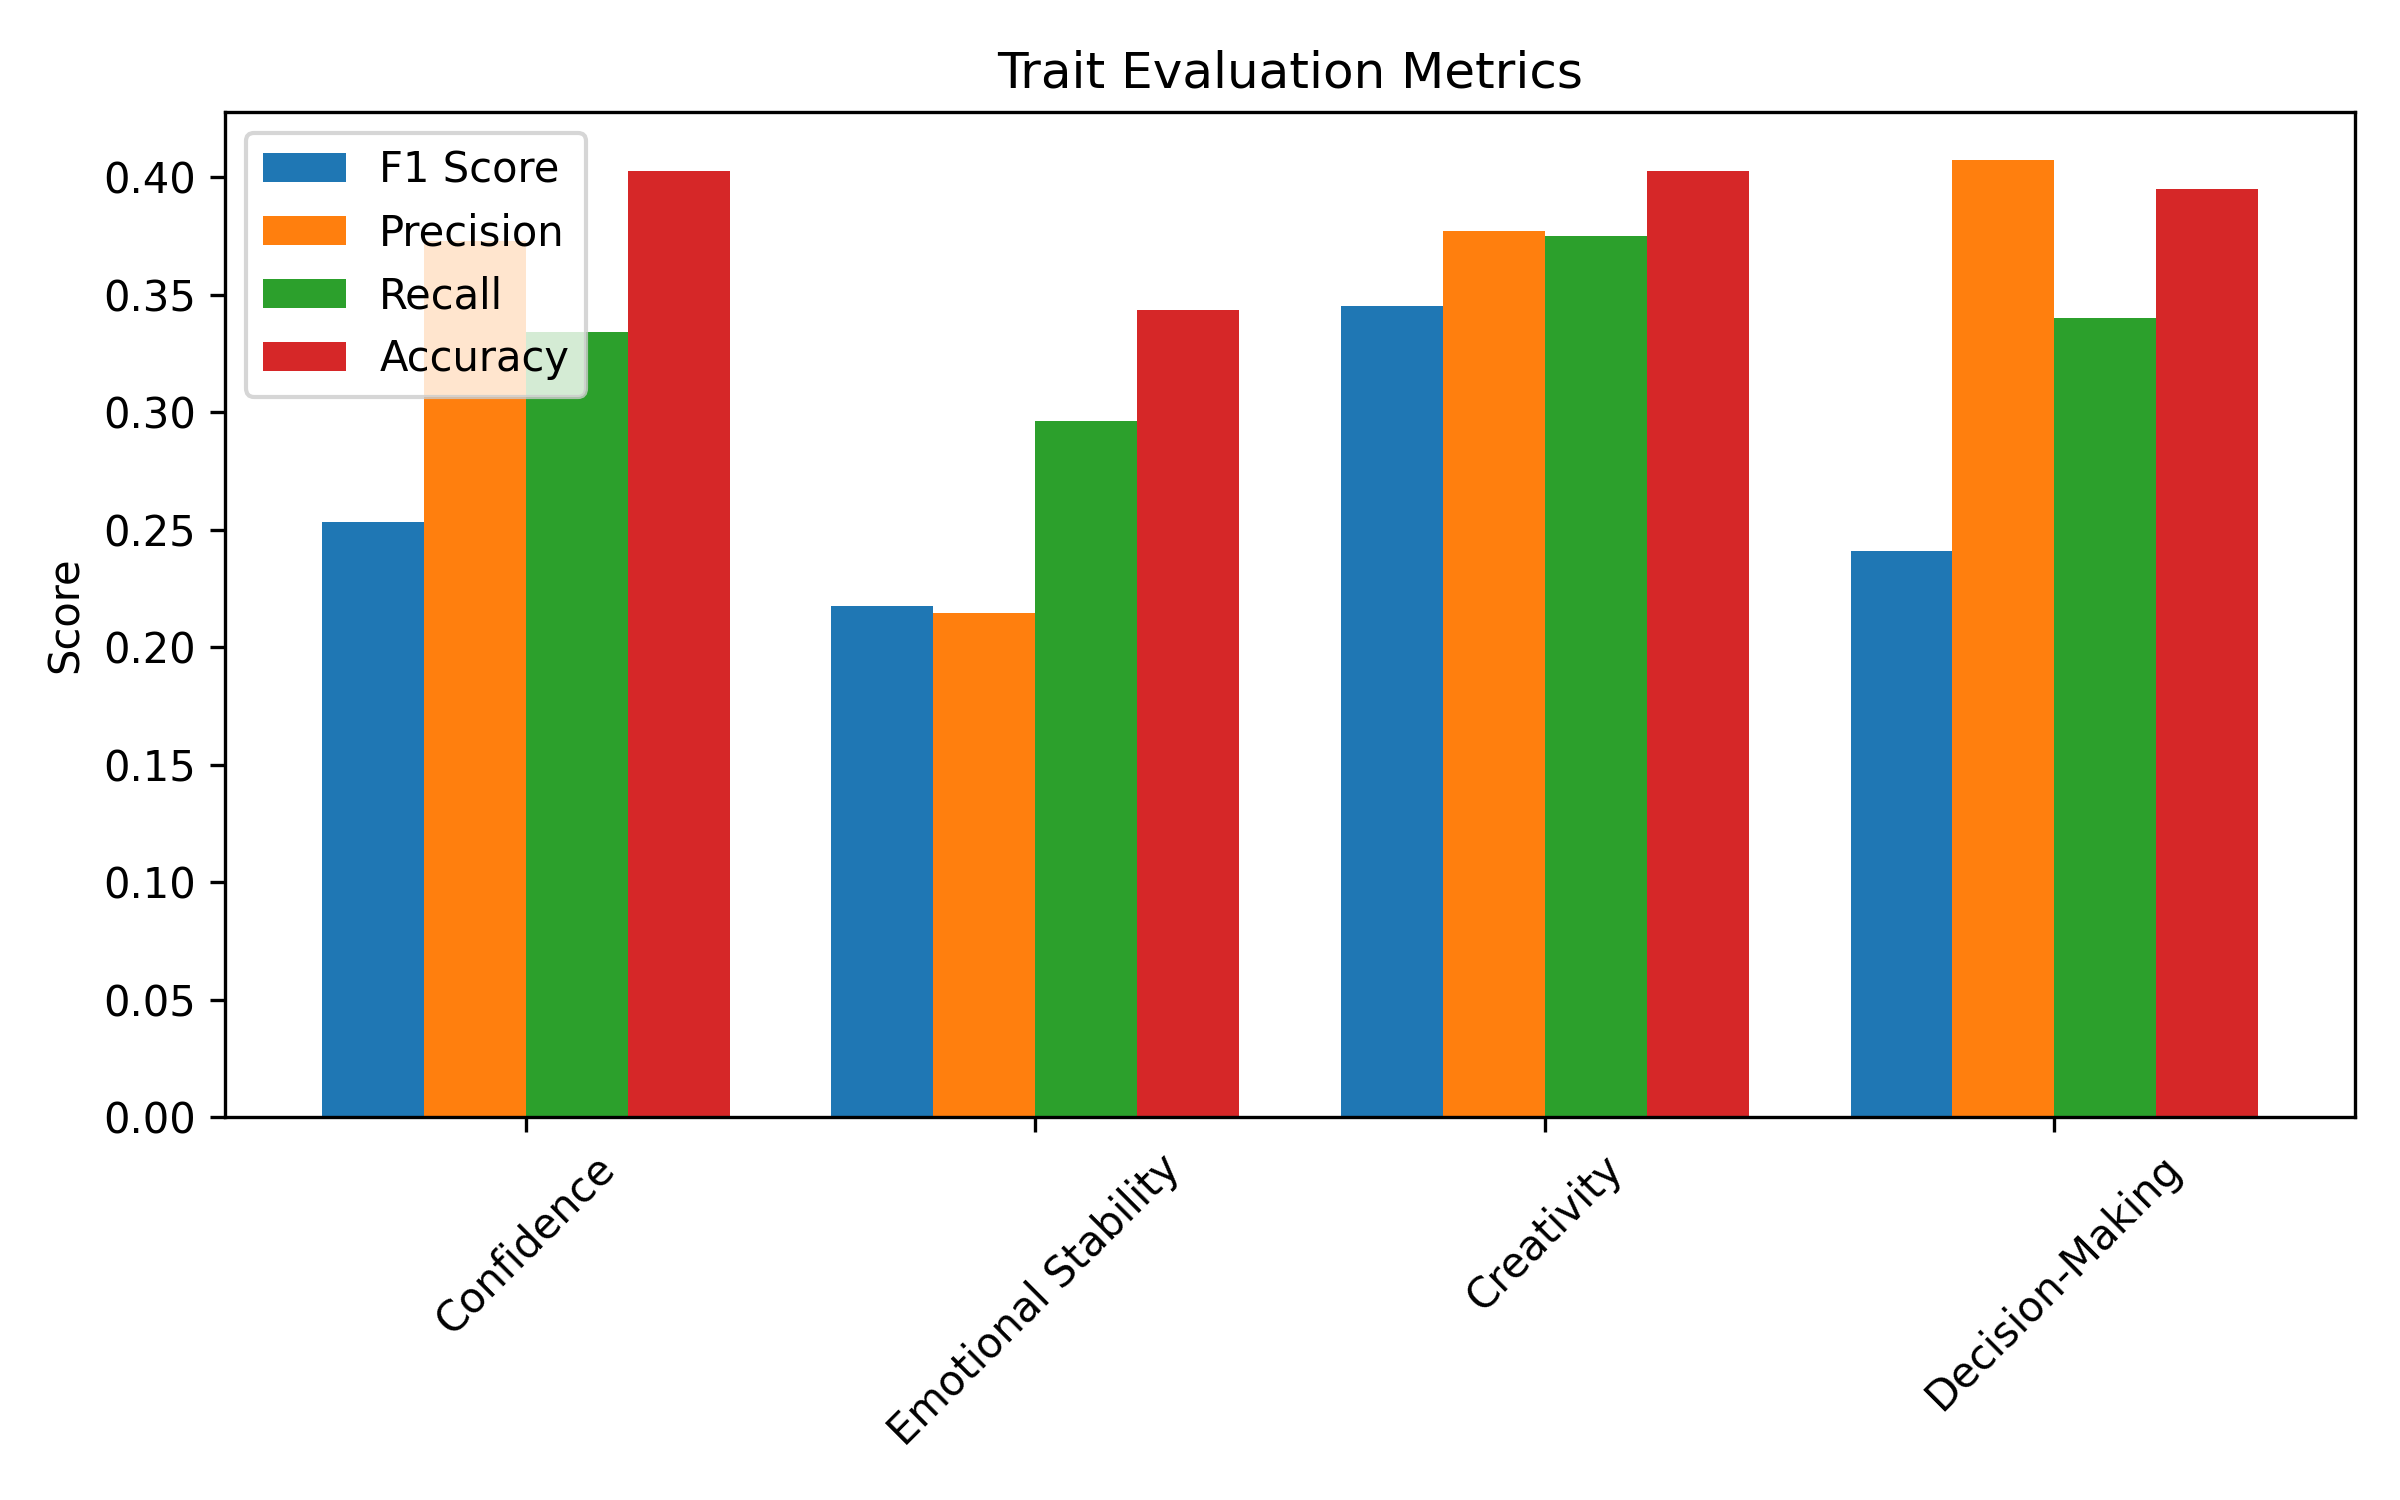 Trait Evaluation Metrics
F1 Score
Precision
Recall
Accuracy
Score
0.40
0.35
0.30
0.25
0.20
0.15
0.10
0.05
0.00
Confidence
Emotional Stability
Creativity
Decision-Making